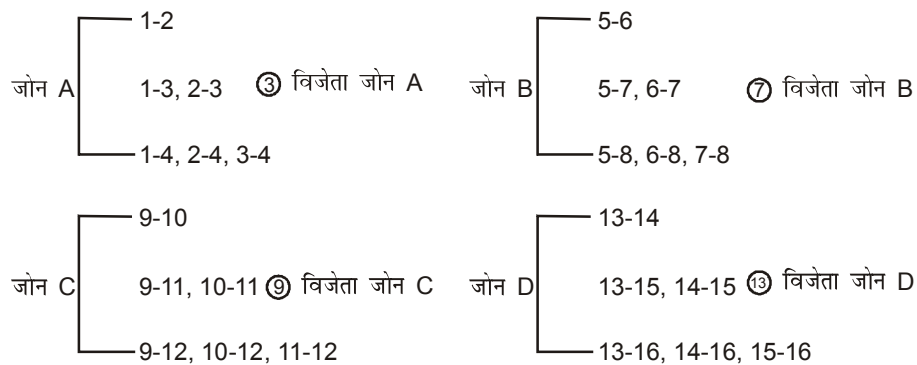 1-2
जोन A 1-3, 2-3 ③ विजेता जोन A
1-4, 2-4, 3-4
5-6
जोन B 5-7, 6-7 ⑦ विजेता जोन B
5-8, 6-8, 7-8
9-10
जोन C 9-11, 10-11 ⑨ विजेता जोन C
9-12, 10-12, 11-12
13-14
जोन D 13-15, 14-15 ⑬ विजेता जोन D
13-16, 14-16, 15-16